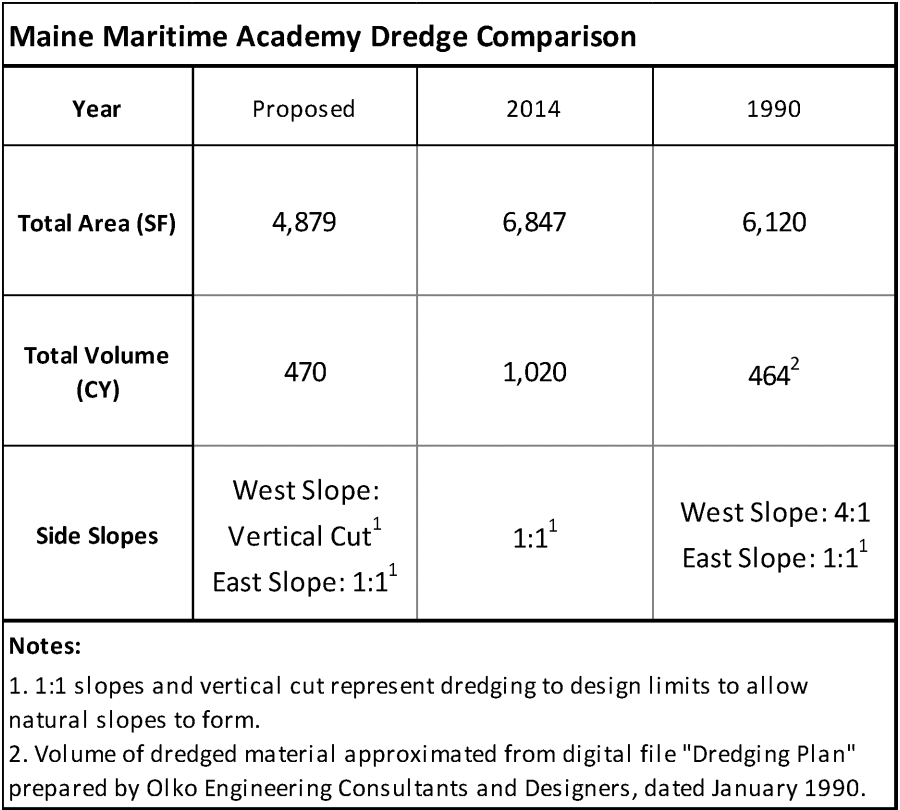 Maine Maritime Academy Dredge Comparison
Year Proposed 2014 1990
Total Area (SF) 4,879 6,847 6,120
Total Volume
(CY) 470 1,020 464²
West Slope:
Vertical Cut¹
East Slope: 1:1¹
Side Slopes
1:1¹
West Slope: 4:1
East Slope: 1:1¹
Notes:
1. 1:1 slopes and vertical cut represent dredging to design limits to allow
natural slopes to form.
2. Volume of dredged material approximated from digital file "Dredging Plan"
prepared by Olko Engineering Consultants and Designers, dated January 1990.